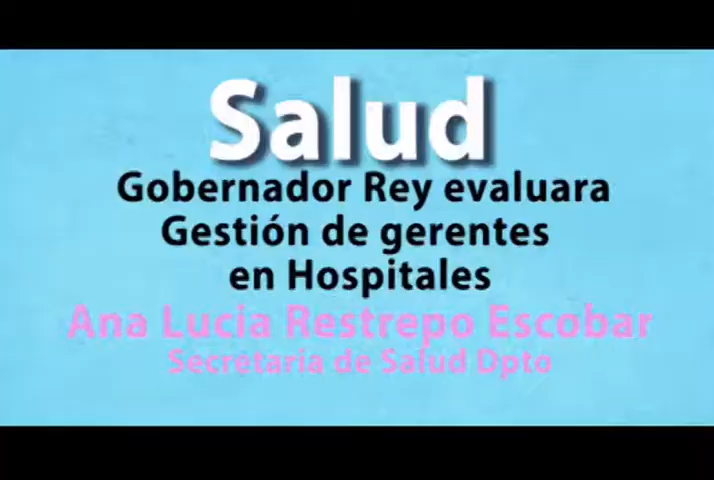 Salud
Gobernador Rey evaluara
Gestión de gerentes
en Hospitales
Ana Lucia Restrepo Escobar
Secretaria de Salud Dpto